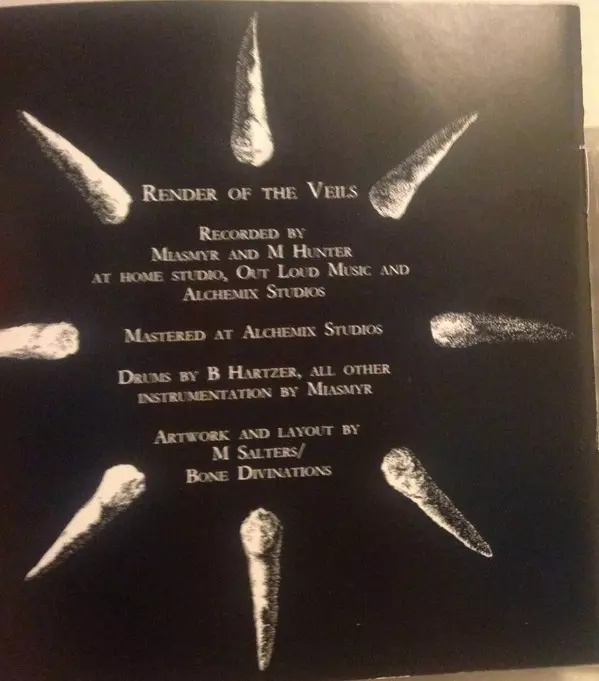 Render of the Veils
Recorded by
Miasmyr and M Hunter
at home studio, Out Loud Music and
Alchemix Studios
Mastered at Alchemix Studios
Drums by B Hartzer, all other
instrumentation by Miasmyr
Artwork and layout by
M Salters/
Bone Divinations